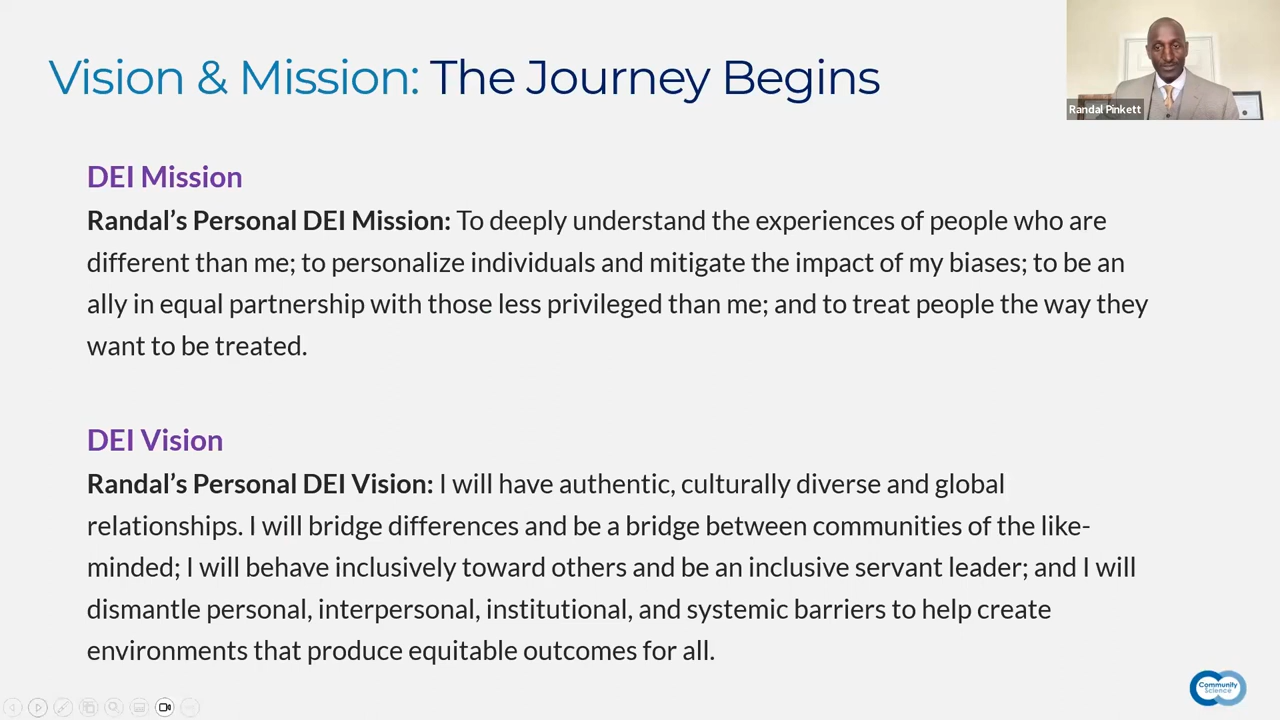 Vision & Mission: The Journey Begins
Randal Pinkett
DEI Mission
Randal’s Personal DEI Mission: To deeply understand the experiences of people who are
different than me; to personalize individuals and mitigate the impact of my biases; to be an
ally in equal partnership with those less privileged than me; and to treat people the way they
want to be treated.
DEI Vision
Randal’s Personal DEI Vision: I will have authentic, culturally diverse and global
relationships. I will bridge differences and be a bridge between communities of the like-
minded; I will behave inclusively toward others and be an inclusive servant leader; and I will
dismantle personal, interpersonal, institutional, and systemic barriers to help create
environments that produce equitable outcomes for all.
Community
Science